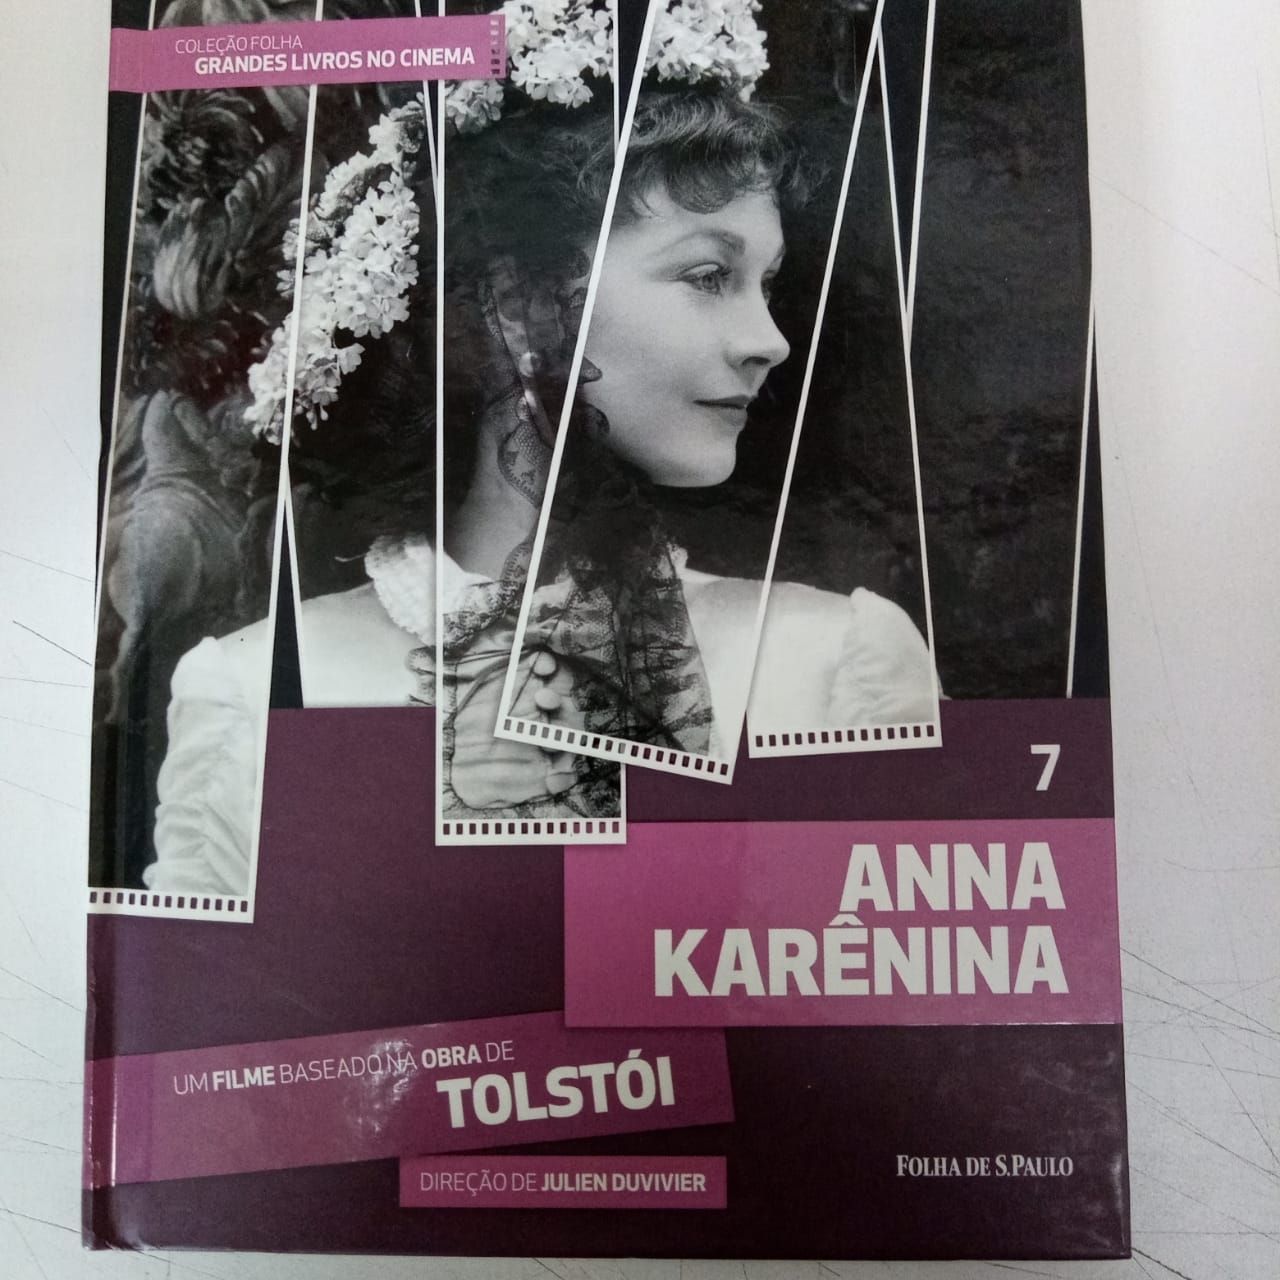 COLEÇÃO FOLHA
GRANDES LIVROS NO CINEMA
7
ANNA
KARÊNINA
UM FILME BASEADO NA OBRA DE
TOLSTÓI
DIREÇÃO DE JULIEN DUVIVIER
FOLHA DE S.PAULO